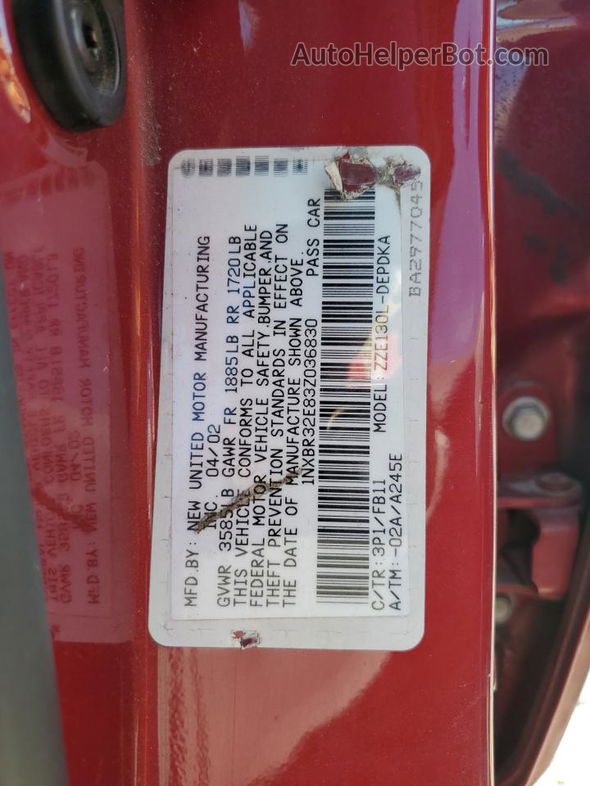 AutoHelperBot.com
MFD.BY: NEW UNITED MOTOR MANUFACTURING
INC. 04/02
GVWR 3585LB GAWR FR 1885LB RR 1720LB
THIS VEHICLE CONFORMS TO ALL APPLICABLE
FEDERAL MOTOR VEHICLE SAFETY,BUMPER,AND
THEFT PREVENTION STANDARDS IN EFFECT ON
THE DATE OF MANUFACTURE SHOWN ABOVE.
1NXBR32E83Z036830 PASS CAR
C/TR: 3P1/FB11 MODEL: ZZE130L-DEPDKA
A/TM: -02A/A245E
BA2977045